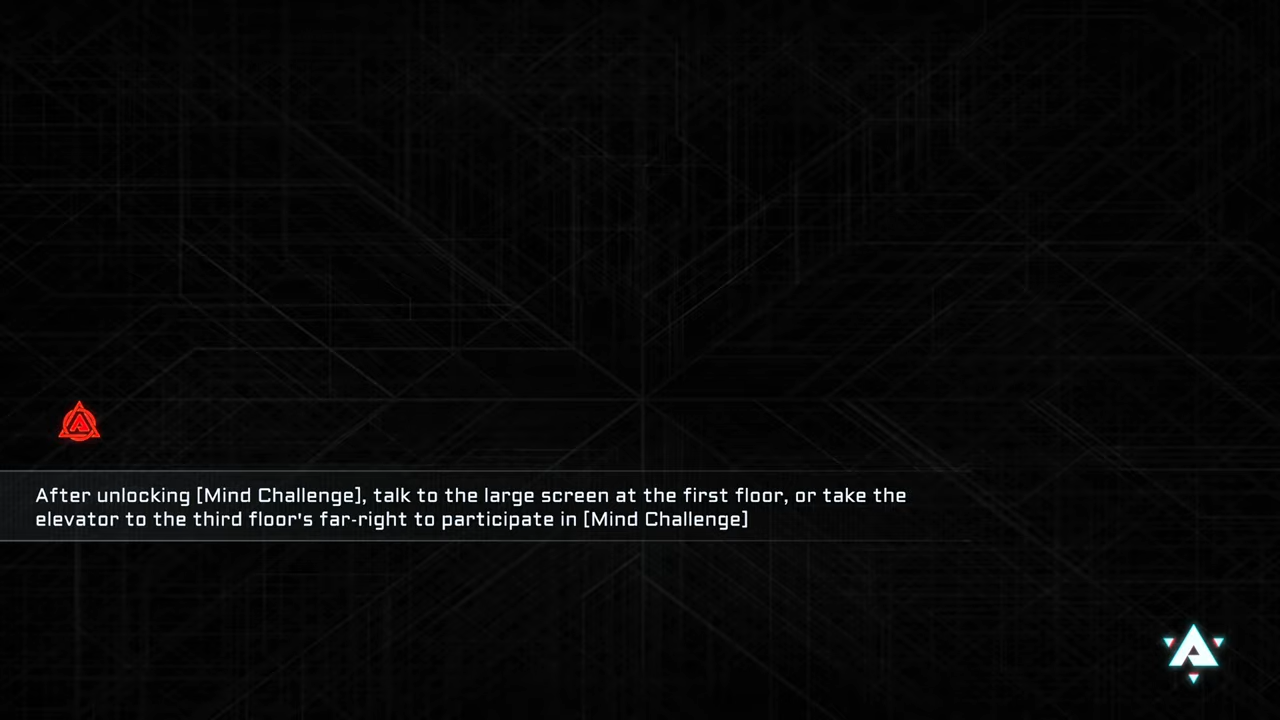 After unlocking [Mind Challenge], talk to the large screen at the first floor, or take the
elevator to the third floor's far-right to participate in [Mind Challenge]